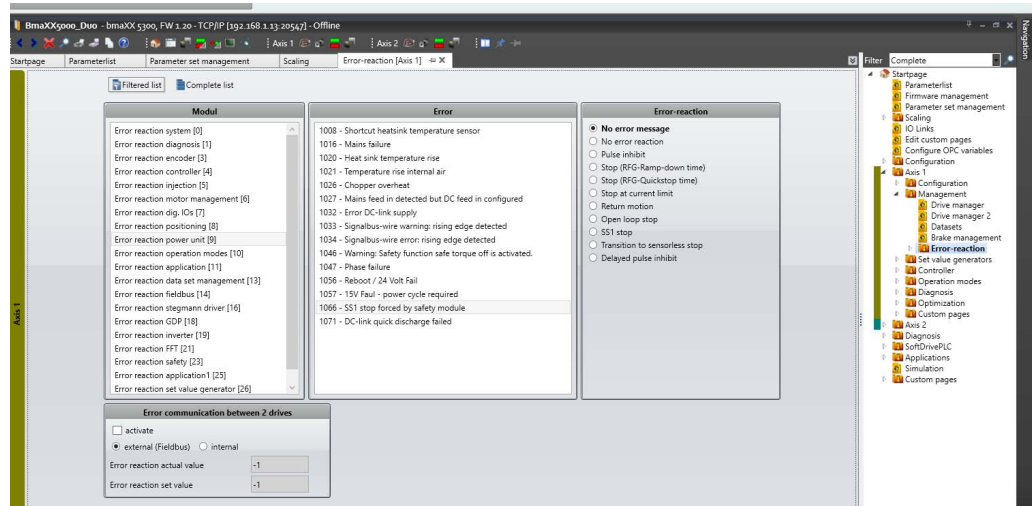 BmaXX5000_Duo - bmaXX 5300, FW 1.20 - TCP/IP [192.168.1.13:20547] - Offline
Axis 1
Axis 2
Startpage
Parameterlist
Parameter set management
Scaling
Error-reaction [Axis 1]
Filtered list
Complete list
Modul
Error reaction system [0]
Error reaction diagnosis [1]
Error reaction encoder [3]
Error reaction controller [4]
Error reaction injection [5]
Error reaction motor management [6]
Error reaction dig. IOs [7]
Error reaction positioning [8]
Error reaction power unit [9]
Error reaction operation modes [10]
Error reaction application [11]
Error reaction data set management [13]
Error reaction fieldbus [14]
Error reaction stegmann driver [16]
Error reaction GDP [18]
Error reaction inverter [19]
Error reaction FFT [21]
Error reaction safety [23]
Error reaction application1 [25]
Error reaction set value generator [26]
Error
1008 - Shortcut heatsink temperature sensor
1016 - Mains failure
1020 - Heat sink temperature rise
1021 - Temperature rise internal air
1026 - Chopper overheat
1027 - Mains feed in detected but DC feed in configured
1032 - Error DC-link supply
1033 - Signalbus-wire warning: rising edge detected
1034 - Signalbus-wire error: rising edge detected
1046 - Warning: Safety function safe torque off is activated.
1047 - Phase failure
1056 - Reboot / 24 Volt Fail
1057 - 15V Faul - power cycle required
1066 - SS1 stop forced by safety module
1071 - DC-link quick discharge failed
Error-reaction
No error message
No error reaction
Pulse inhibit
Stop (RFG-Ramp-down time)
Stop (RFG-Quickstop time)
Stop at current limit
Return motion
Open loop stop
SS1 stop
Transition to sensorless stop
Delayed pulse inhibit
Error communication between 2 drives
activate
external (Fieldbus)
internal
Error reaction actual value
-1
Error reaction set value
-1
Axis 1
Filter
Complete
Startpage
Parameterlist
Firmware management
Parameter set management
Scaling
IO Links
Edit custom pages
Configure OPC variables
Configuration
Axis 1
Configuration
Management
Drive manager
Drive manager 2
Datasets
Brake management
Error-reaction
Set value generators
Controller
Operation modes
Diagnosis
Optimization
Custom pages
Axis 2
Diagnosis
SoftDrivePLC
Applications
Simulation
Custom pages
Navigation